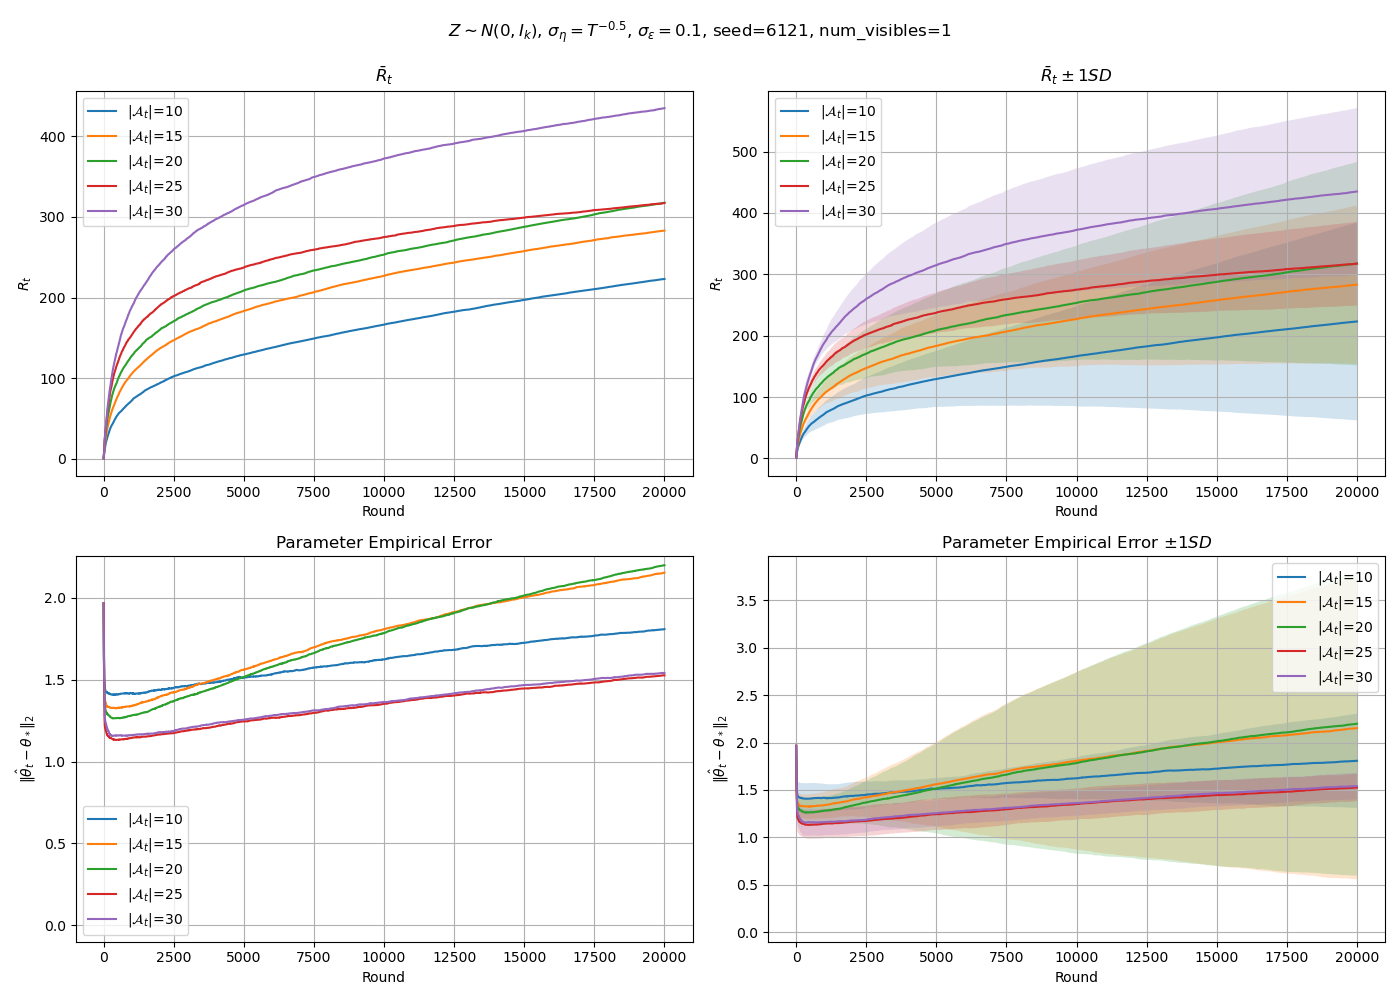 Z ∼ N(0, I_k), σ_η = T^{−0.5}, σ_ε = 0.1, seed=6121, num_visibles=1
R̄_t
R_t
400
300
200
100
0
|𝒜_t|=10
|𝒜_t|=15
|𝒜_t|=20
|𝒜_t|=25
|𝒜_t|=30
0 2500 5000 7500 10000 12500 15000 17500 20000
Round
R̄_t ± 1SD
R_t
500
400
300
200
100
0
|𝒜_t|=10
|𝒜_t|=15
|𝒜_t|=20
|𝒜_t|=25
|𝒜_t|=30
0 2500 5000 7500 10000 12500 15000 17500 20000
Round
Parameter Empirical Error
‖θ̂_t − θ_*‖_2
2.0
1.5
1.0
0.5
0.0
|𝒜_t|=10
|𝒜_t|=15
|𝒜_t|=20
|𝒜_t|=25
|𝒜_t|=30
0 2500 5000 7500 10000 12500 15000 17500 20000
Round
Parameter Empirical Error ±1SD
‖θ̂_t − θ_*‖_2
3.5
3.0
2.5
2.0
1.5
1.0
0.5
0.0
|𝒜_t|=10
|𝒜_t|=15
|𝒜_t|=20
|𝒜_t|=25
|𝒜_t|=30
0 2500 5000 7500 10000 12500 15000 17500 20000
Round